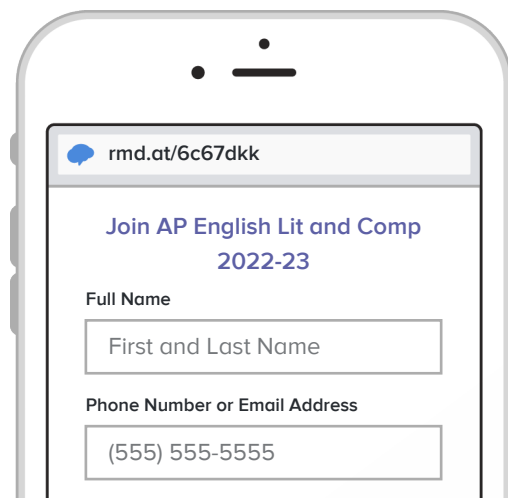 rmd.at/6c67dkk
Join AP English Lit and Comp
2022-23
Full Name
First and Last Name
Phone Number or Email Address
(555) 555-5555